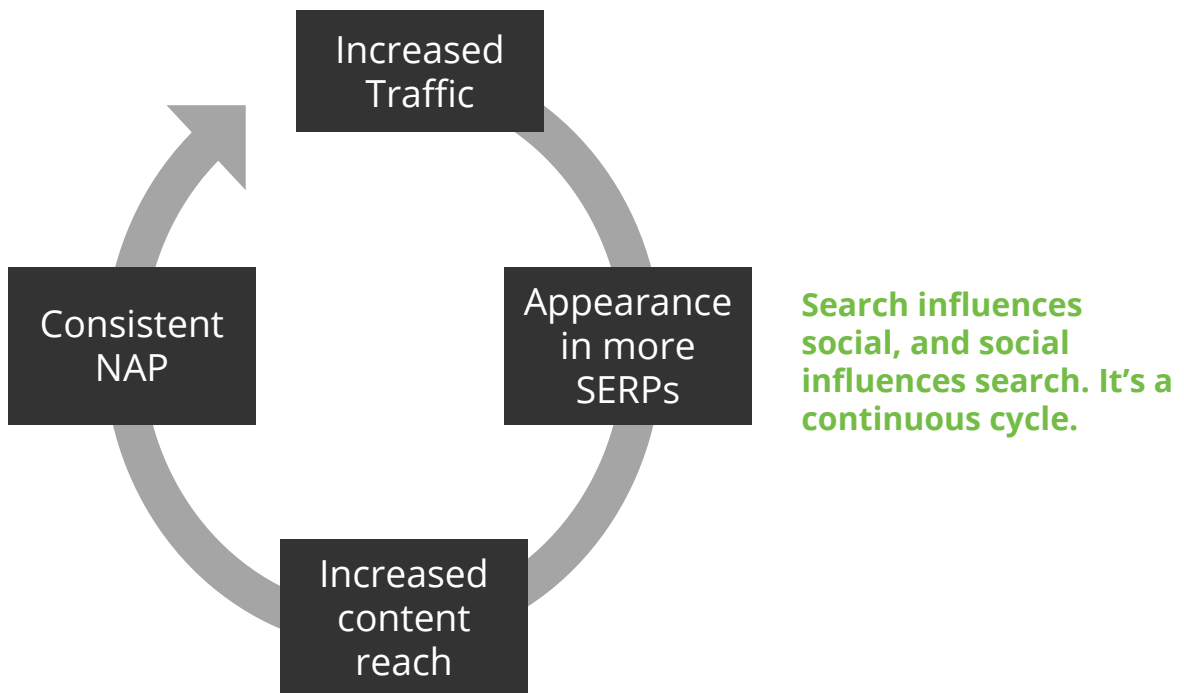 Increased
Traffic
Appearance
in more
SERPs
Search influences
social, and social
influences search. It’s a
continuous cycle.
Consistent
NAP
Increased
content
reach